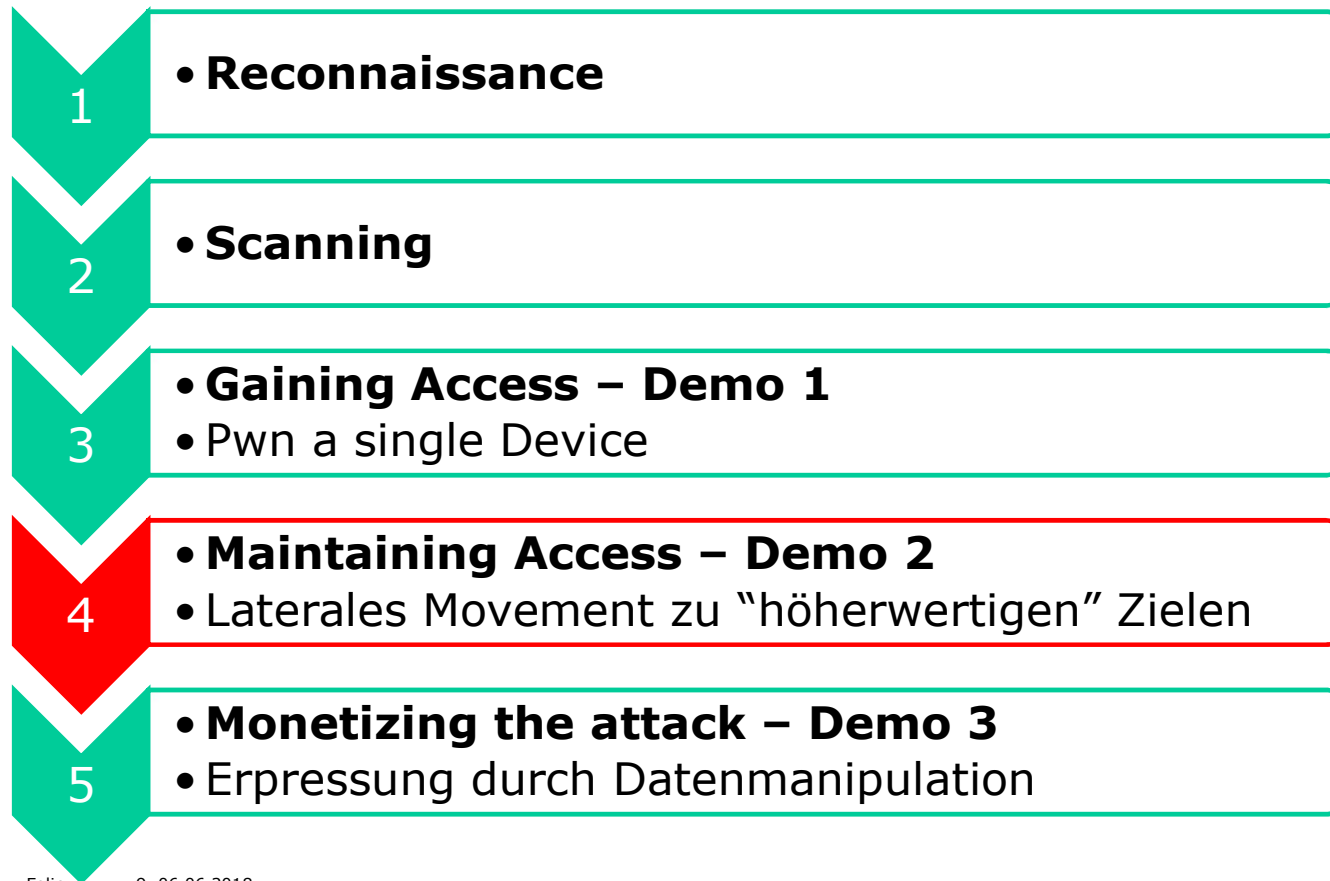 1
• Reconnaissance
2
• Scanning
3
• Gaining Access – Demo 1
• Pwn a single Device
4
• Maintaining Access – Demo 2
• Laterales Movement zu “höherwertigen” Zielen
5
• Monetizing the attack – Demo 3
• Erpressung durch Datenmanipulation